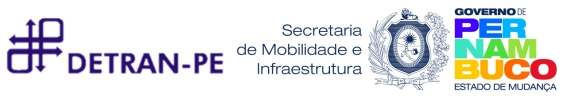 DETRAN-PE
Secretaria
de Mobilidade e
Infraestrutura
GOVERNO DE
PER
NAM
BUCO
ESTADO DE MUDANÇA